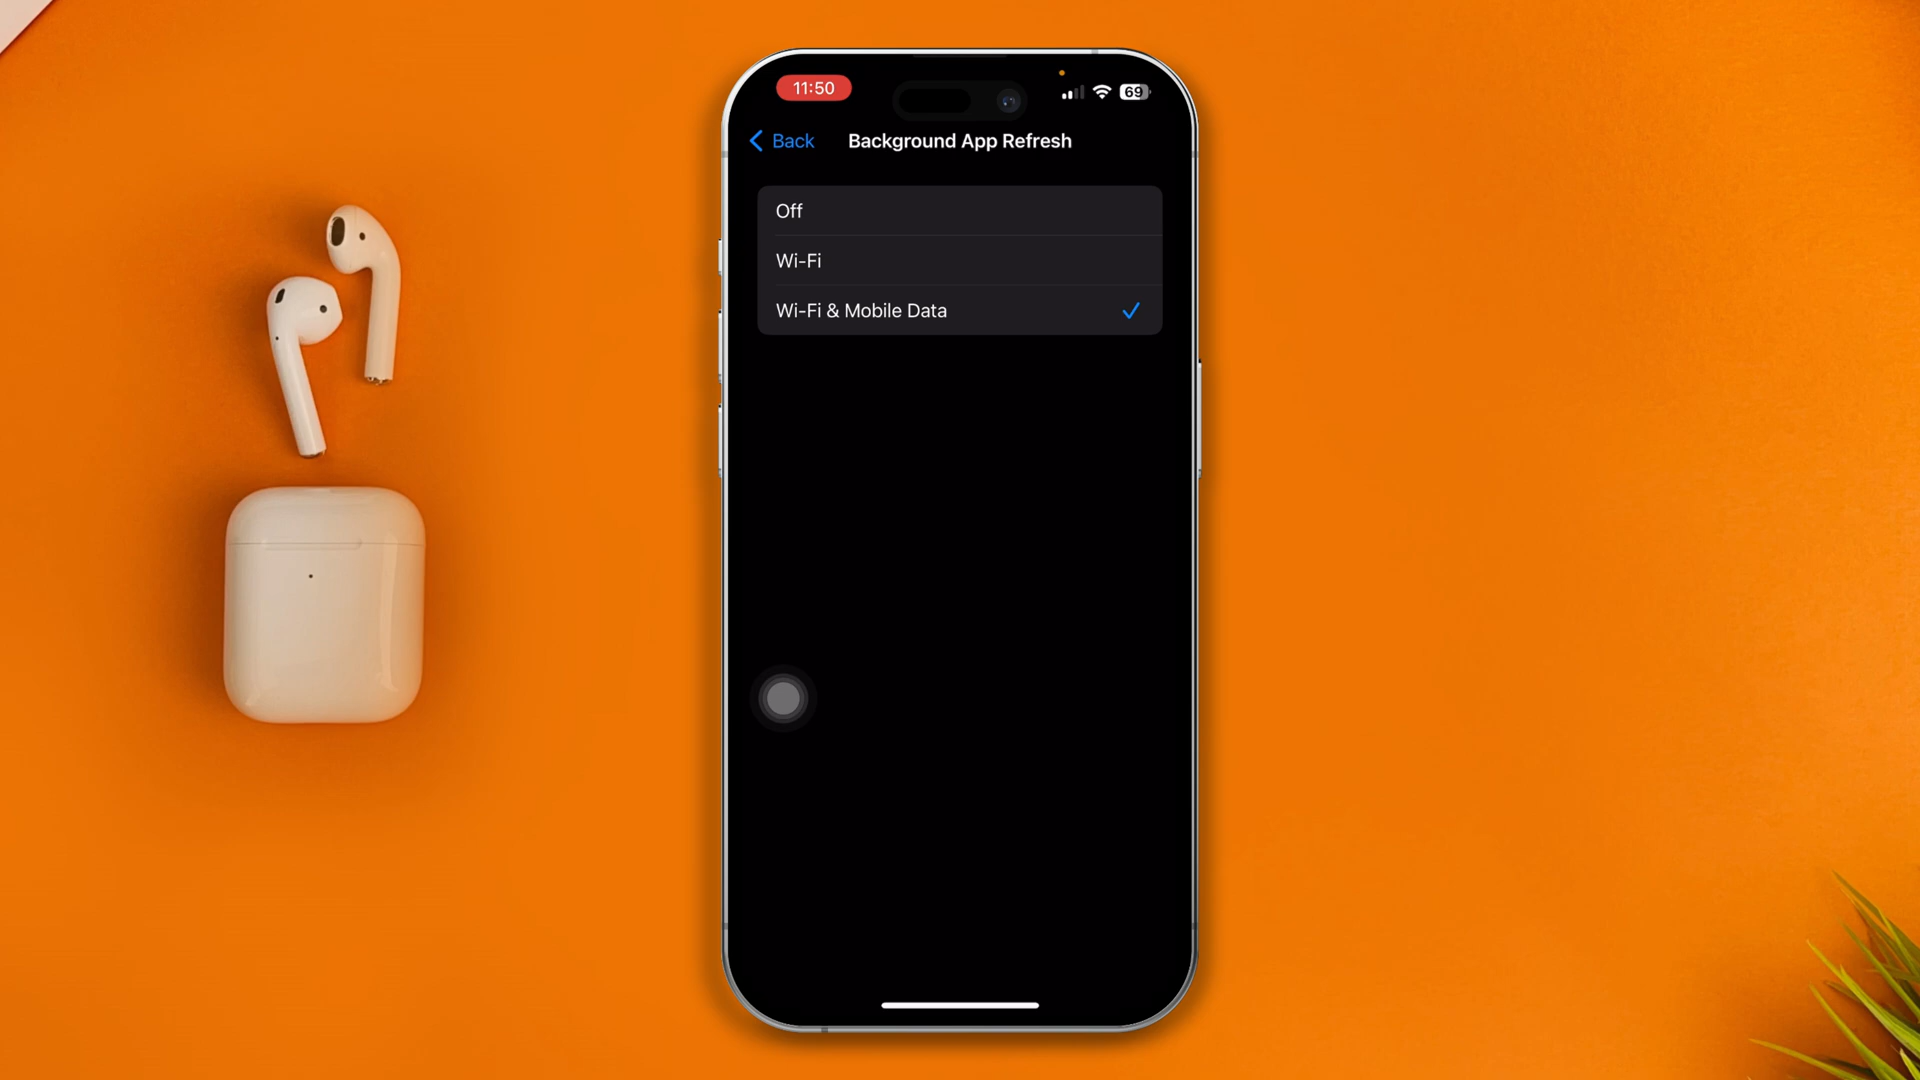 11:50
69
Back
Background App Refresh
Off
Wi-Fi
Wi-Fi & Mobile Data